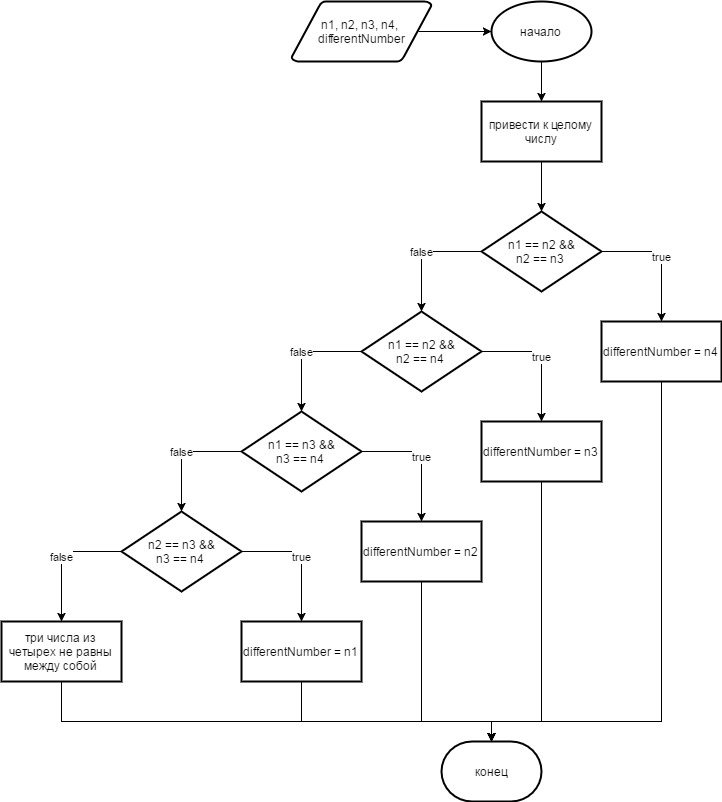 n1, n2, n3, n4,
differentNumber
начало
привести к целому
числу
n1 == n2 &&
n2 == n3
false
true
n1 == n2 &&
n2 == n4
differentNumber = n4
false
true
n1 == n3 &&
n3 == n4
differentNumber = n3
false
true
n2 == n3 &&
n3 == n4
differentNumber = n2
false
true
три числа из
четырех не равны
между собой
differentNumber = n1
конец